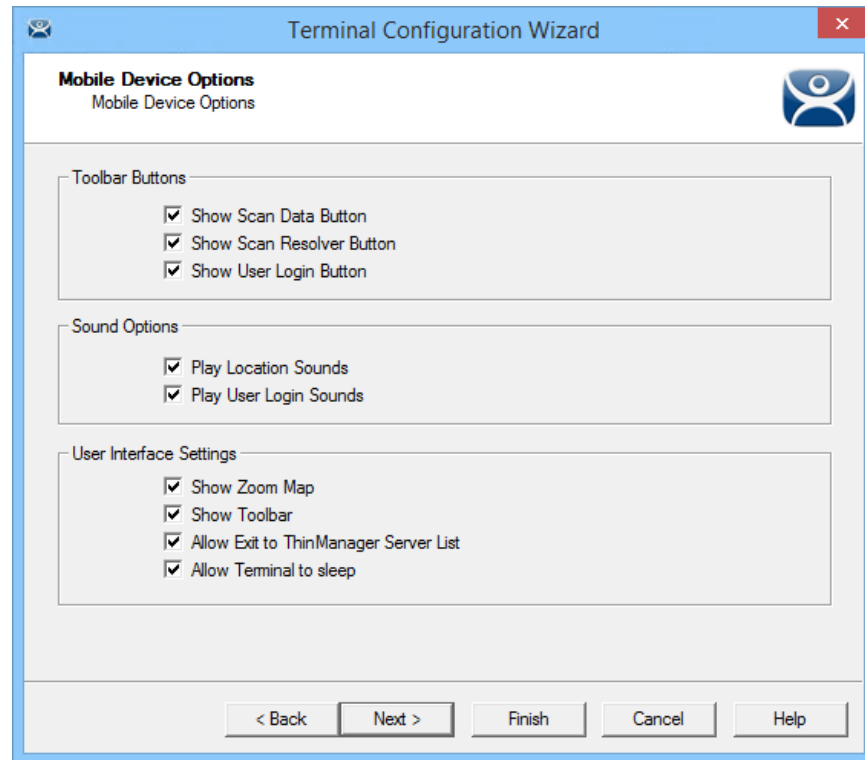 Terminal Configuration Wizard
Mobile Device Options
Mobile Device Options
Toolbar Buttons
Show Scan Data Button
Show Scan Resolver Button
Show User Login Button
Sound Options
Play Location Sounds
Play User Login Sounds
User Interface Settings
Show Zoom Map
Show Toolbar
Allow Exit to ThinManager Server List
Allow Terminal to sleep
< Back Next > Finish Cancel Help